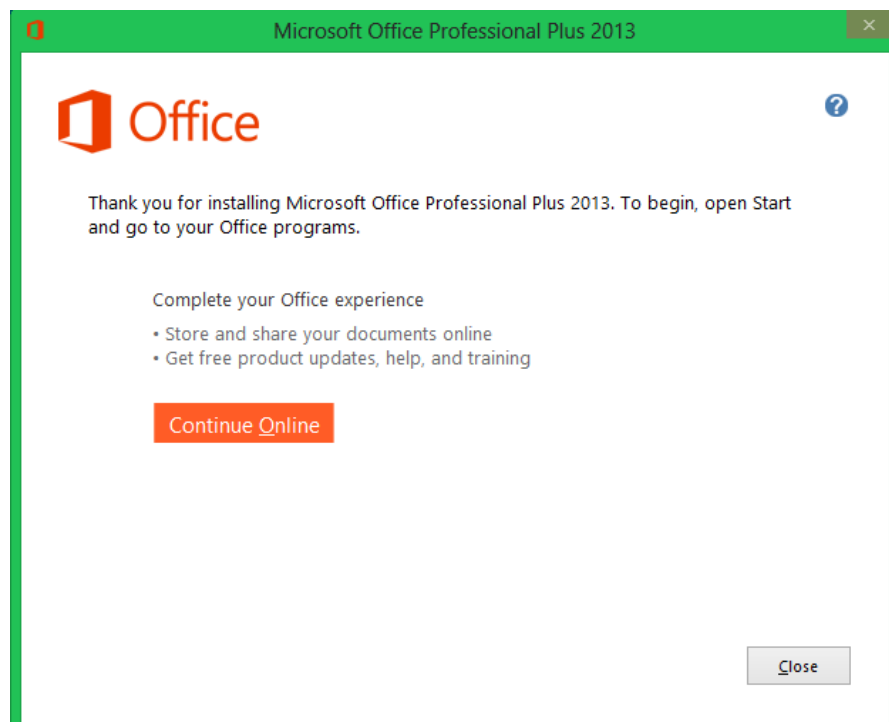 Microsoft Office Professional Plus 2013
Office
Thank you for installing Microsoft Office Professional Plus 2013. To begin, open Start
and go to your Office programs.
Complete your Office experience
• Store and share your documents online
• Get free product updates, help, and training
Continue Online
Close